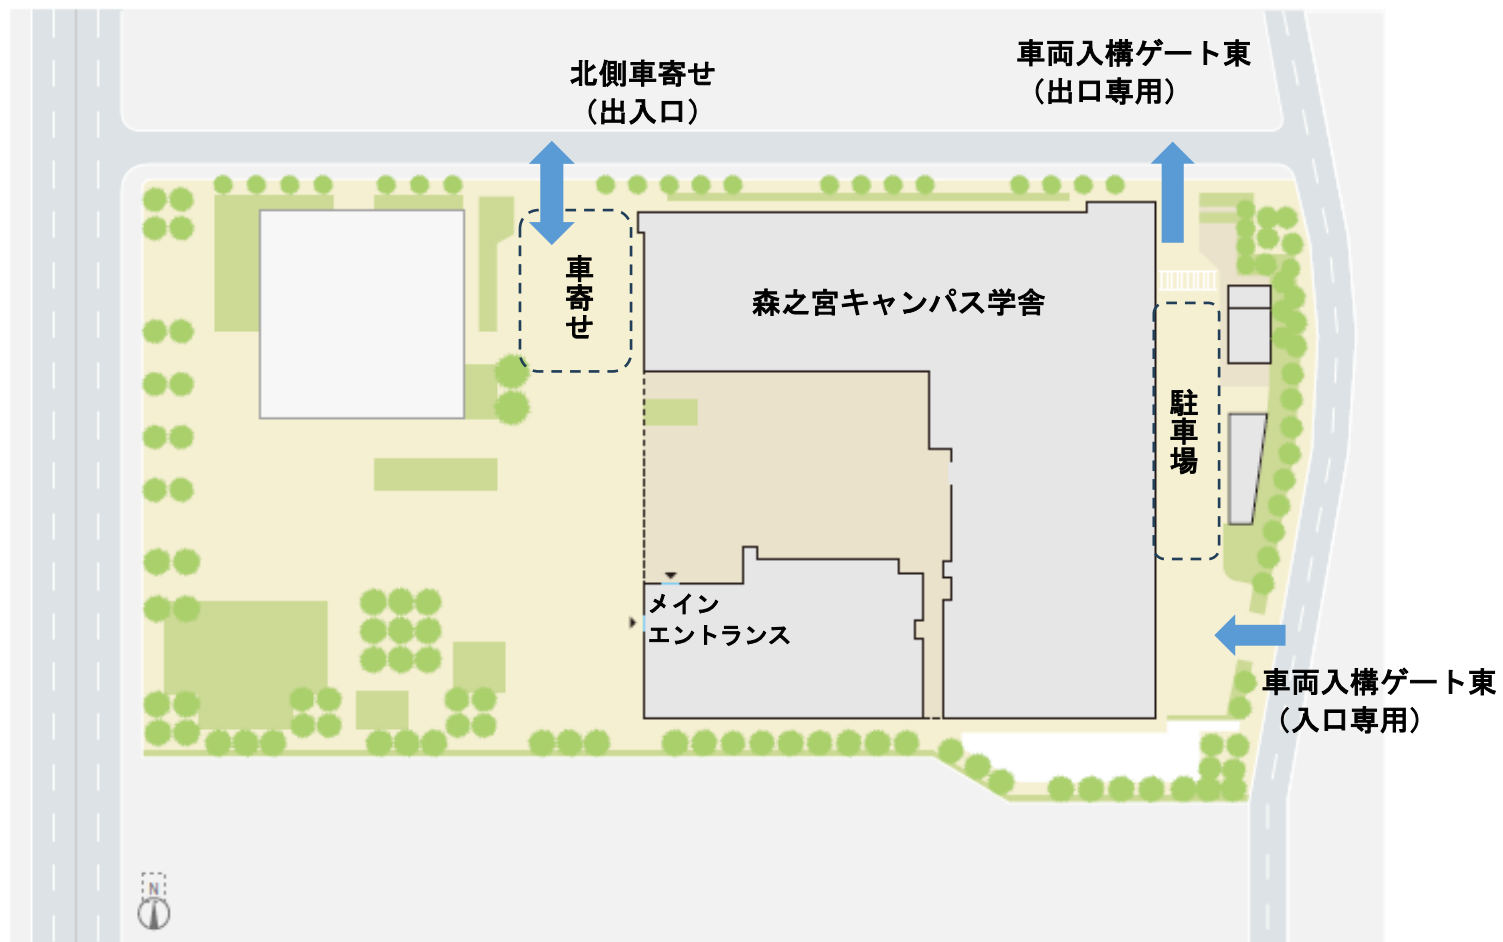 北側車寄せ
（出入口）
車両入構ゲート東
（出口専用）
車寄せ
森之宮キャンパス学舎
駐車場
メイン
エントランス
車両入構ゲート東
（入口専用）
N